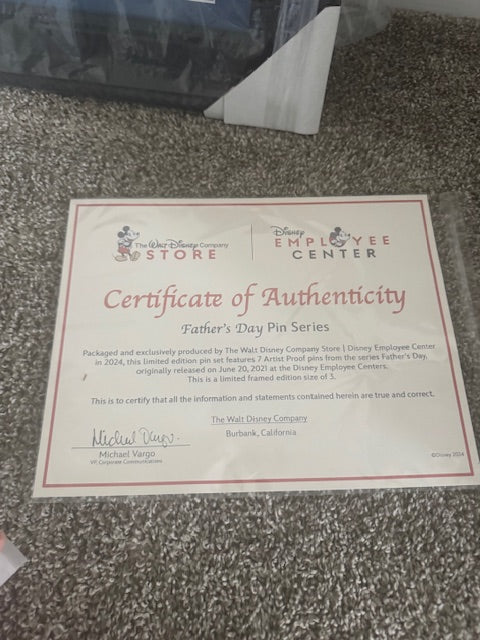 The Walt Disney Company
STORE
Disney
EMPLOYEE
CENTER
Certificate of Authenticity
Father's Day Pin Series
Packaged and exclusively produced by The Walt Disney Company Store | Disney Employee Center
in 2024, this limited edition pin set features 7 Artist Proof pins from the series Father's Day,
originally released on June 20, 2021 at the Disney Employee Centers.
This is a limited framed edition size of 3.
This is to certify that all the information and statements contained herein are true and correct.
The Walt Disney Company
Burbank, California
Michael Vargo
Michael Vargo
VP, Corporate Communications
©Disney 2024